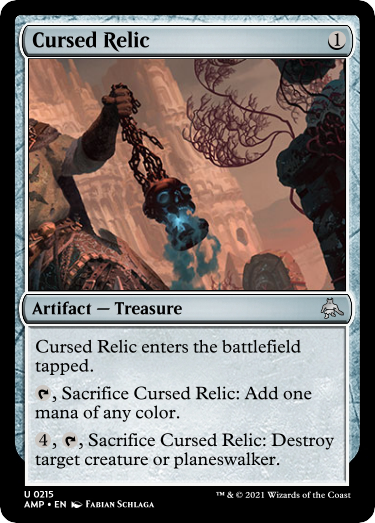 Cursed Relic 1
Artifact — Treasure
Cursed Relic enters the battlefield
tapped.
, Sacrifice Cursed Relic: Add one
mana of any color.
4, , Sacrifice Cursed Relic: Destroy
target creature or planeswalker.
U 0215
AMP • EN Fabian Schlaga
™ & © 2021 Wizards of the Coast